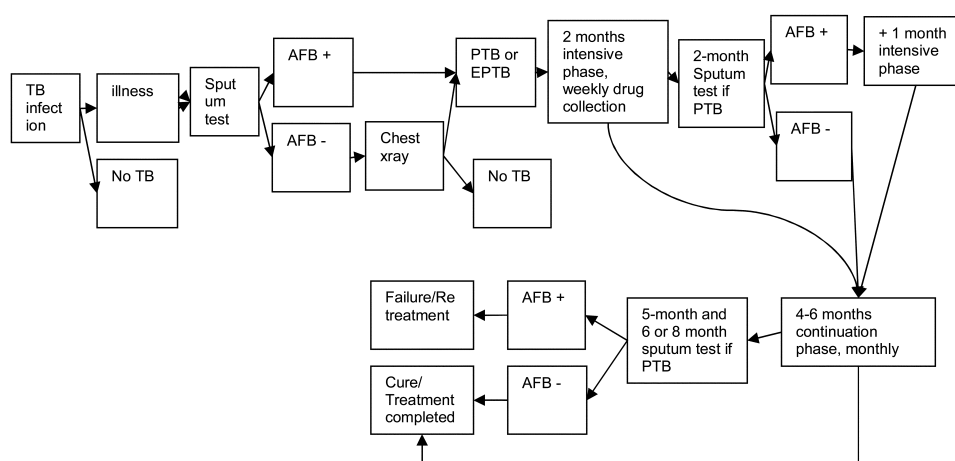 TB
infect
ion
illness
No TB
Sput
um
test
AFB +
AFB -
Chest
xray
PTB or
EPTB
No TB
2 months
intensive
phase,
weekly drug
collection
2-month
Sputum
test if
PTB
AFB +
AFB -
+ 1 month
intensive
phase
4-6 months
continuation
phase, monthly
5-month and
6 or 8 month
sputum test if
PTB
AFB +
AFB -
Failure/Re
treatment
Cure/
Treatment
completed